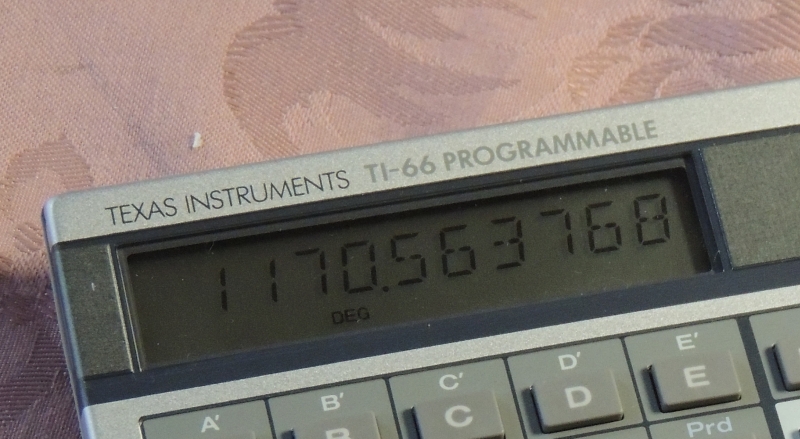 TEXAS INSTRUMENTS TI-66 PROGRAMMABLE
1170.563768
DEG
A' B' C' D' E'
B C D E
Prd